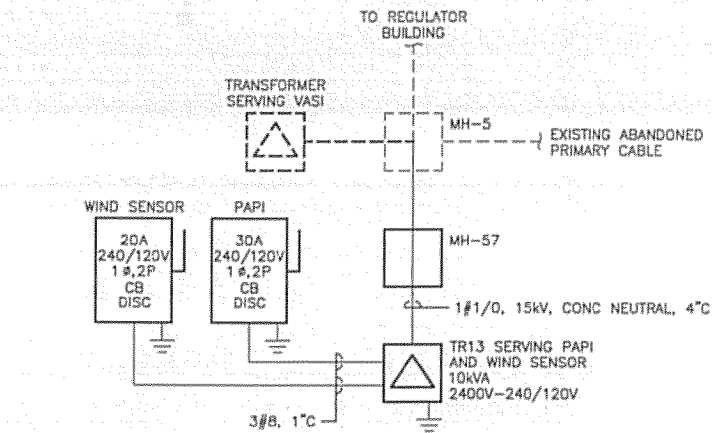 TO REGULATOR
BUILDING
TRANSFORMER
SERVING VASI
MH-5
EXISTING ABANDONED
PRIMARY CABLE
WIND SENSOR
PAPI
20A
240/120V
1ø,2P
CB
DISC
30A
240/120V
1ø,2P
CB
DISC
MH-57
1#1/0, 15kV, CONC NEUTRAL, 4"C
TR13 SERVING PAPI
AND WIND SENSOR
10kVA
2400V-240/120V
3#8, 1"C